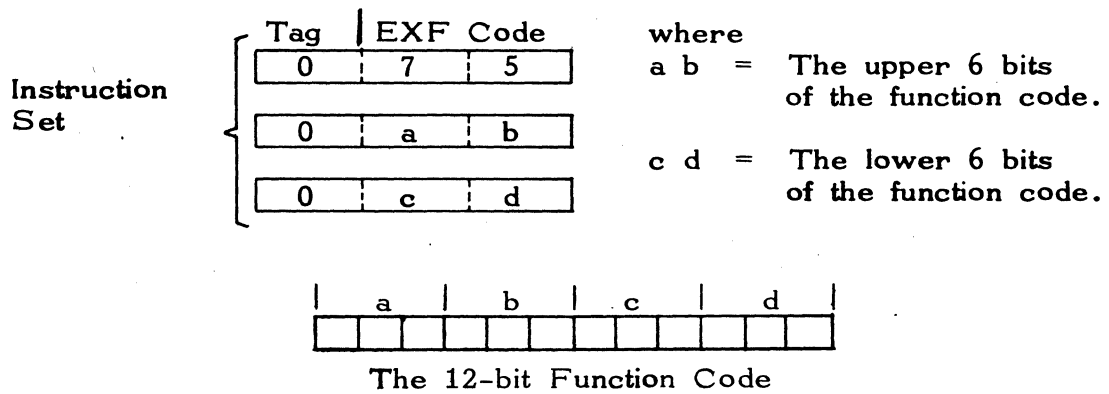 Tag | EXF Code
0 7 5
Instruction
Set
0 a b
0 c d
where
a b = The upper 6 bits
of the function code.
c d = The lower 6 bits
of the function code.
a b c d
The 12-bit Function Code